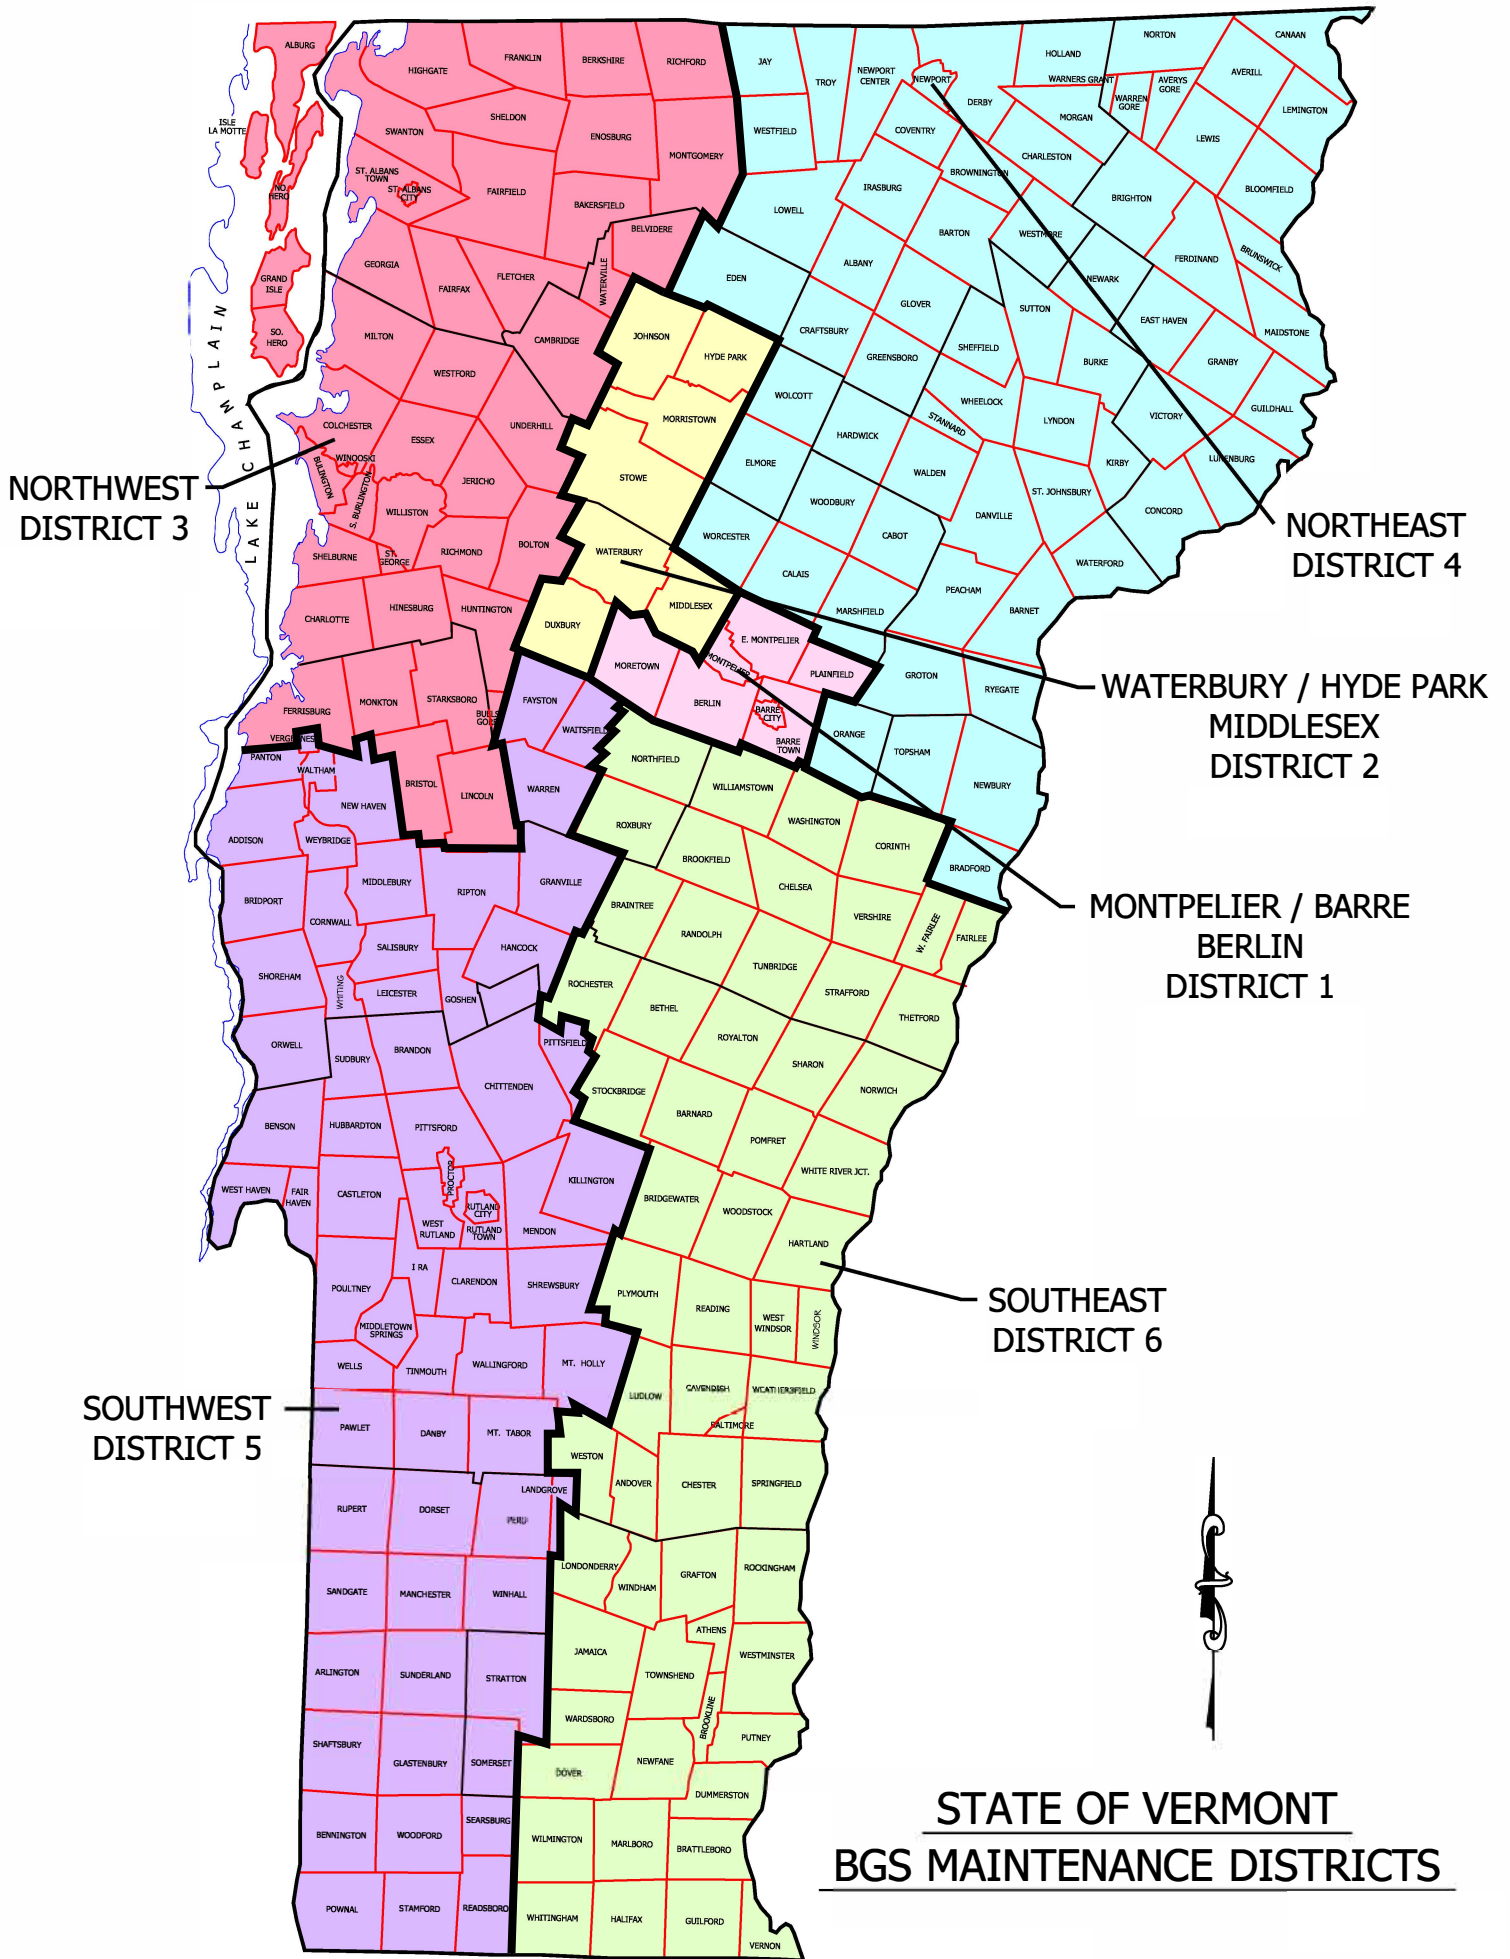 ALBURG
ISLE
LA MOTTE
NO.
HERO
GRAND
ISLE
SO.
HERO
LAKE CHAMPLAIN
HIGHGATE
FRANKLIN
BERKSHIRE
RICHFORD
SWANTON
SHELDON
ENOSBURG
MONTGOMERY
ST. ALBANS
TOWN
ST. ALBANS
CITY
FAIRFIELD
BAKERSFIELD
BELVIDERE
WATERVILLE
GEORGIA
FAIRFAX
FLETCHER
CAMBRIDGE
MILTON
WESTFORD
UNDERHILL
COLCHESTER
ESSEX
WINOOSKI
BULINGTON
S. BURLINGTON
WILLISTON
JERICHO
BOLTON
SHELBURNE
ST.
GEORGE
RICHMOND
CHARLOTTE
HINESBURG
HUNTINGTON
FERRISBURG
MONKTON
STARKSBORO
BUELS
GORE
VERGENNES
BRISTOL
LINCOLN
NORTHWEST
DISTRICT 3
JAY
TROY
NEWPORT
CENTER
NEWPORT
DERBY
HOLLAND
WARNERS GRANT
NORTON
WARREN
GORE
AVERYS
GORE
AVERILL
CANAAN
LEMINGTON
LEWIS
BLOOMFIELD
WESTFIELD
COVENTRY
MORGAN
CHARLESTON
BROWNINGTON
IRASBURG
BRIGHTON
LOWELL
BARTON
WESTMORE
FERDINAND
BRUNSWICK
EDEN
ALBANY
GLOVER
NEWARK
SUTTON
EAST HAVEN
MAIDSTONE
CRAFTSBURY
GREENSBORO
SHEFFIELD
BURKE
GRANBY
WOLCOTT
WHEELOCK
STANNARD
LYNDON
VICTORY
GUILDHALL
HARDWICK
ELMORE
WALDEN
KIRBY
LUNENBURG
WOODBURY
ST. JOHNSBURY
DANVILLE
CONCORD
WORCESTER
CABOT
WATERFORD
CALAIS
PEACHAM
BARNET
MARSHFIELD
GROTON
RYEGATE
ORANGE
TOPSHAM
NEWBURY
BRADFORD
NORTHEAST
DISTRICT 4
JOHNSON
HYDE PARK
MORRISTOWN
STOWE
WATERBURY
MIDDLESEX
DUXBURY
WATERBURY / HYDE PARK
MIDDLESEX
DISTRICT 2
MORETOWN
E. MONTPELIER
MONTPELIER
PLAINFIELD
BERLIN
BARRE
CITY
BARRE
TOWN
MONTPELIER / BARRE
BERLIN
DISTRICT 1
FAYSTON
WAITSFIELD
WARREN
PANTON
WALTHAM
NEW HAVEN
ADDISON
WEYBRIDGE
MIDDLEBURY
RIPTON
GRANVILLE
BRIDPORT
CORNWALL
SALISBURY
HANCOCK
SHOREHAM
WHITING
LEICESTER
GOSHEN
ORWELL
SUDBURY
BRANDON
CHITTENDEN
PITTSFIELD
BENSON
HUBBARDTON
PITTSFORD
WEST HAVEN
FAIR
HAVEN
CASTLETON
PROCTOR
RUTLAND
CITY
WEST
RUTLAND
RUTLAND
TOWN
MENDON
KILLINGTON
POULTNEY
I RA
CLARENDON
SHREWSBURY
MIDDLETOWN
SPRINGS
WELLS
TINMOUTH
WALLINGFORD
MT. HOLLY
PAWLET
DANBY
MT. TABOR
LANDGROVE
RUPERT
DORSET
PERU
SANDGATE
MANCHESTER
WINHALL
ARLINGTON
SUNDERLAND
STRATTON
SHAFTSBURY
GLASTENBURY
SOMERSET
SEARSBURG
BENNINGTON
WOODFORD
POWNAL
STAMFORD
READSBORO
SOUTHWEST
DISTRICT 5
NORTHFIELD
WILLIAMSTOWN
WASHINGTON
CORINTH
ROXBURY
BROOKFIELD
CHELSEA
VERSHIRE
W. FAIRLEE
FAIRLEE
BRAINTREE
RANDOLPH
TUNBRIDGE
STRAFFORD
THETFORD
ROCHESTER
BETHEL
ROYALTON
SHARON
NORWICH
STOCKBRIDGE
BARNARD
POMFRET
WHITE RIVER JCT.
BRIDGEWATER
WOODSTOCK
HARTLAND
PLYMOUTH
READING
WEST
WINDSOR
WINDSOR
LUDLOW
CAVENDISH
WEATHERSFIELD
BALTIMORE
WESTON
ANDOVER
CHESTER
SPRINGFIELD
LONDONDERRY
WINDHAM
GRAFTON
ROCKINGHAM
ATHENS
JAMAICA
TOWNSHEND
WESTMINSTER
BROOKLINE
WARDSBORO
PUTNEY
NEWFANE
DOVER
DUMMERSTON
WILMINGTON
MARLBORO
BRATTLEBORO
WHITINGHAM
HALIFAX
GUILFORD
VERNON
SOUTHEAST
DISTRICT 6
STATE OF VERMONT
BGS MAINTENANCE DISTRICTS